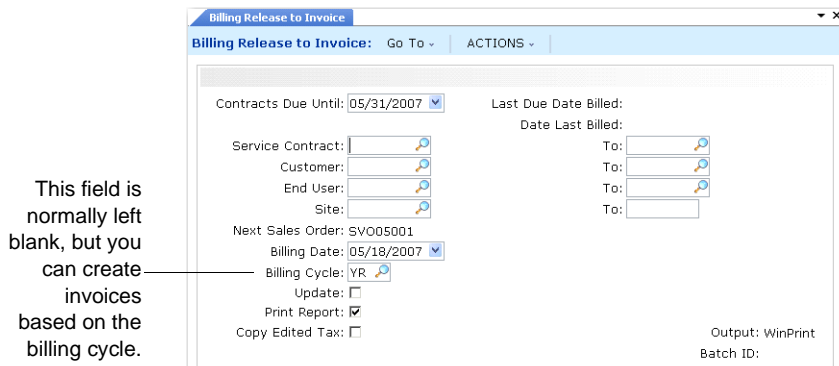 Billing Release to Invoice
Billing Release to Invoice: Go To ACTIONS
Contracts Due Until: 05/31/2007 Last Due Date Billed:
Date Last Billed:
Service Contract: To:
Customer: To:
End User: To:
Site: To:
Next Sales Order: SVO05001
Billing Date: 05/18/2007
Billing Cycle: YR
Update:
Print Report:
Copy Edited Tax: Output: WinPrint
Batch ID:
This field is
normally left
blank, but you
can create
invoices
based on the
billing cycle.